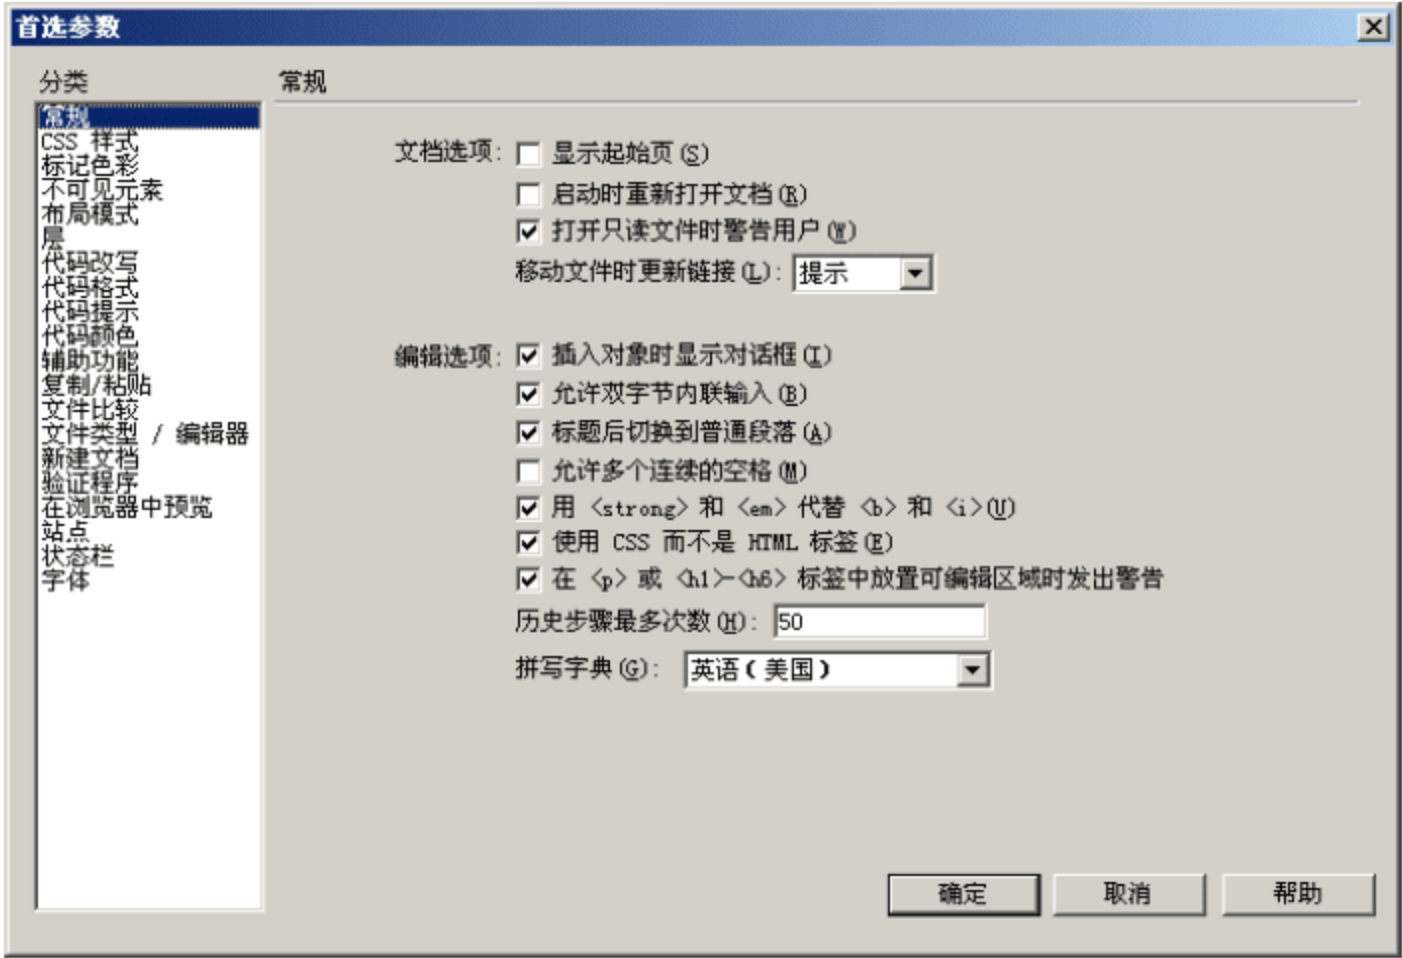 首选参数
分类
常规
CSS 样式
标记色彩
不可见元素
布局模式
层
代码改写
代码格式
代码提示
代码颜色
辅助功能
复制/粘贴
文件比较
文件类型 / 编辑器
新建文档
验证程序
在浏览器中预览
站点
状态栏
字体
常规
文档选项: 显示起始页(S)
启动时重新打开文档(R)
打开只读文件时警告用户(W)
移动文件时更新链接(L): 提示
编辑选项: 插入对象时显示对话框(I)
允许双字节内联输入(B)
标题后切换到普通段落(A)
允许多个连续的空格(M)
用 <strong> 和 <em> 代替 <b> 和 <i>(U)
使用 CSS 而不是 HTML 标签(E)
在 <p> 或 <h1>-<h6> 标签中放置可编辑区域时发出警告
历史步骤最多次数(H): 50
拼写字典(G): 英语(美国)
确定 取消 帮助